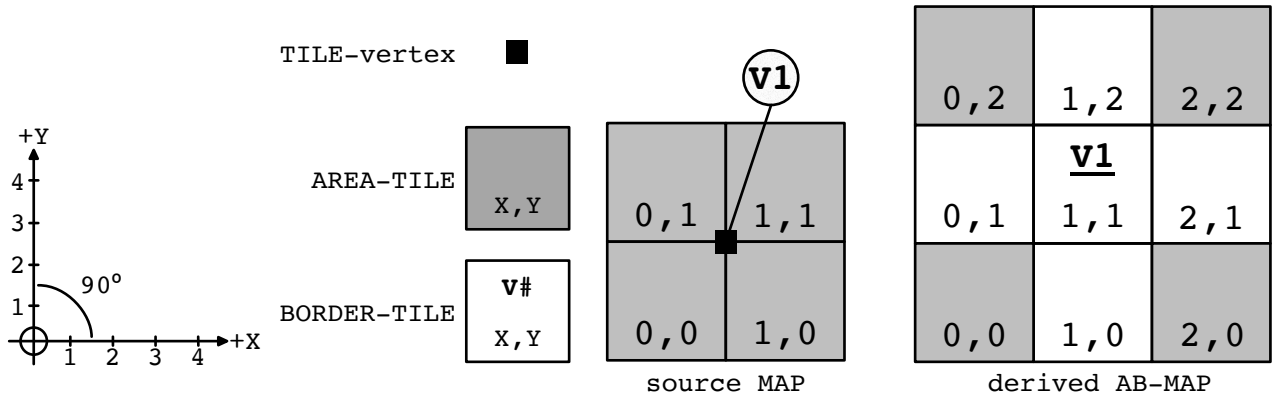 TILE-vertex
V1
+Y
4
3
2
1
90º
1 2 3 4
+X
AREA-TILE
X,Y
BORDER-TILE
V#
X,Y
0,1 1,1
0,0 1,0
source MAP
0,2 1,2 2,2
V1
0,1 1,1 2,1
0,0 1,0 2,0
derived AB-MAP